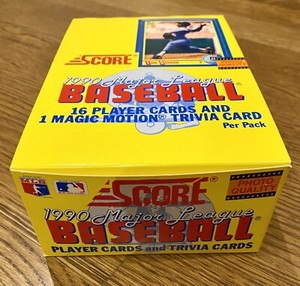 SCORE
1990 Major League
BASEBALL
16 PLAYER CARDS AND
1 MAGIC MOTION® TRIVIA CARD
Per Pack
SCORE®
PHOTO
QUALITY
1990 Major League
BASEBALL
PLAYER CARDS and TRIVIA CARDS